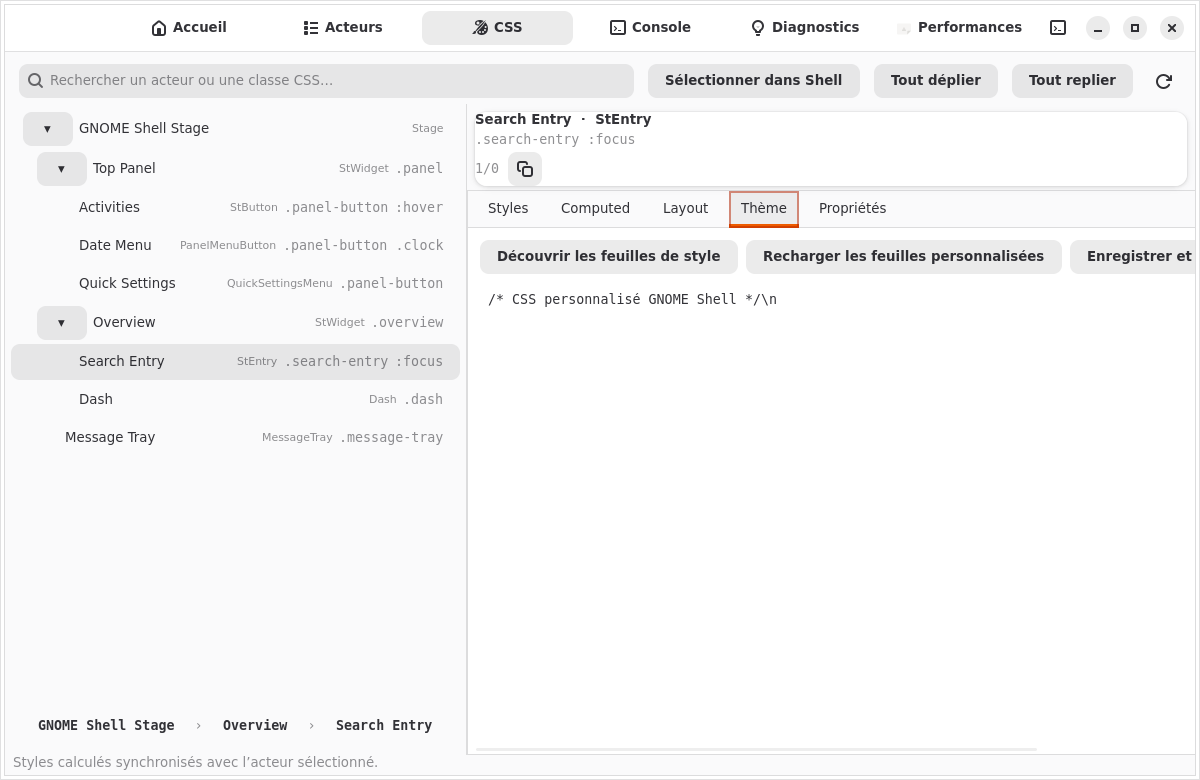 Accueil
Acteurs
CSS
Console
Diagnostics
Performances
Rechercher un acteur ou une classe CSS...
Sélectionner dans Shell
Tout déplier
Tout replier
GNOME Shell Stage Stage
Top Panel StWidget .panel
Activities StButton .panel-button :hover
Date Menu PanelMenuButton .panel-button .clock
Quick Settings QuickSettingsMenu .panel-button
Overview StWidget .overview
Search Entry StEntry .search-entry :focus
Dash Dash .dash
Message Tray MessageTray .message-tray
GNOME Shell Stage › Overview › Search Entry
Search Entry · StEntry
.search-entry :focus
1/0
Styles
Computed
Layout
Thème
Propriétés
Découvrir les feuilles de style
Recharger les feuilles personnalisées
Enregistrer et
/* CSS personnalisé GNOME Shell */\n
Styles calculés synchronisés avec l’acteur sélectionné.